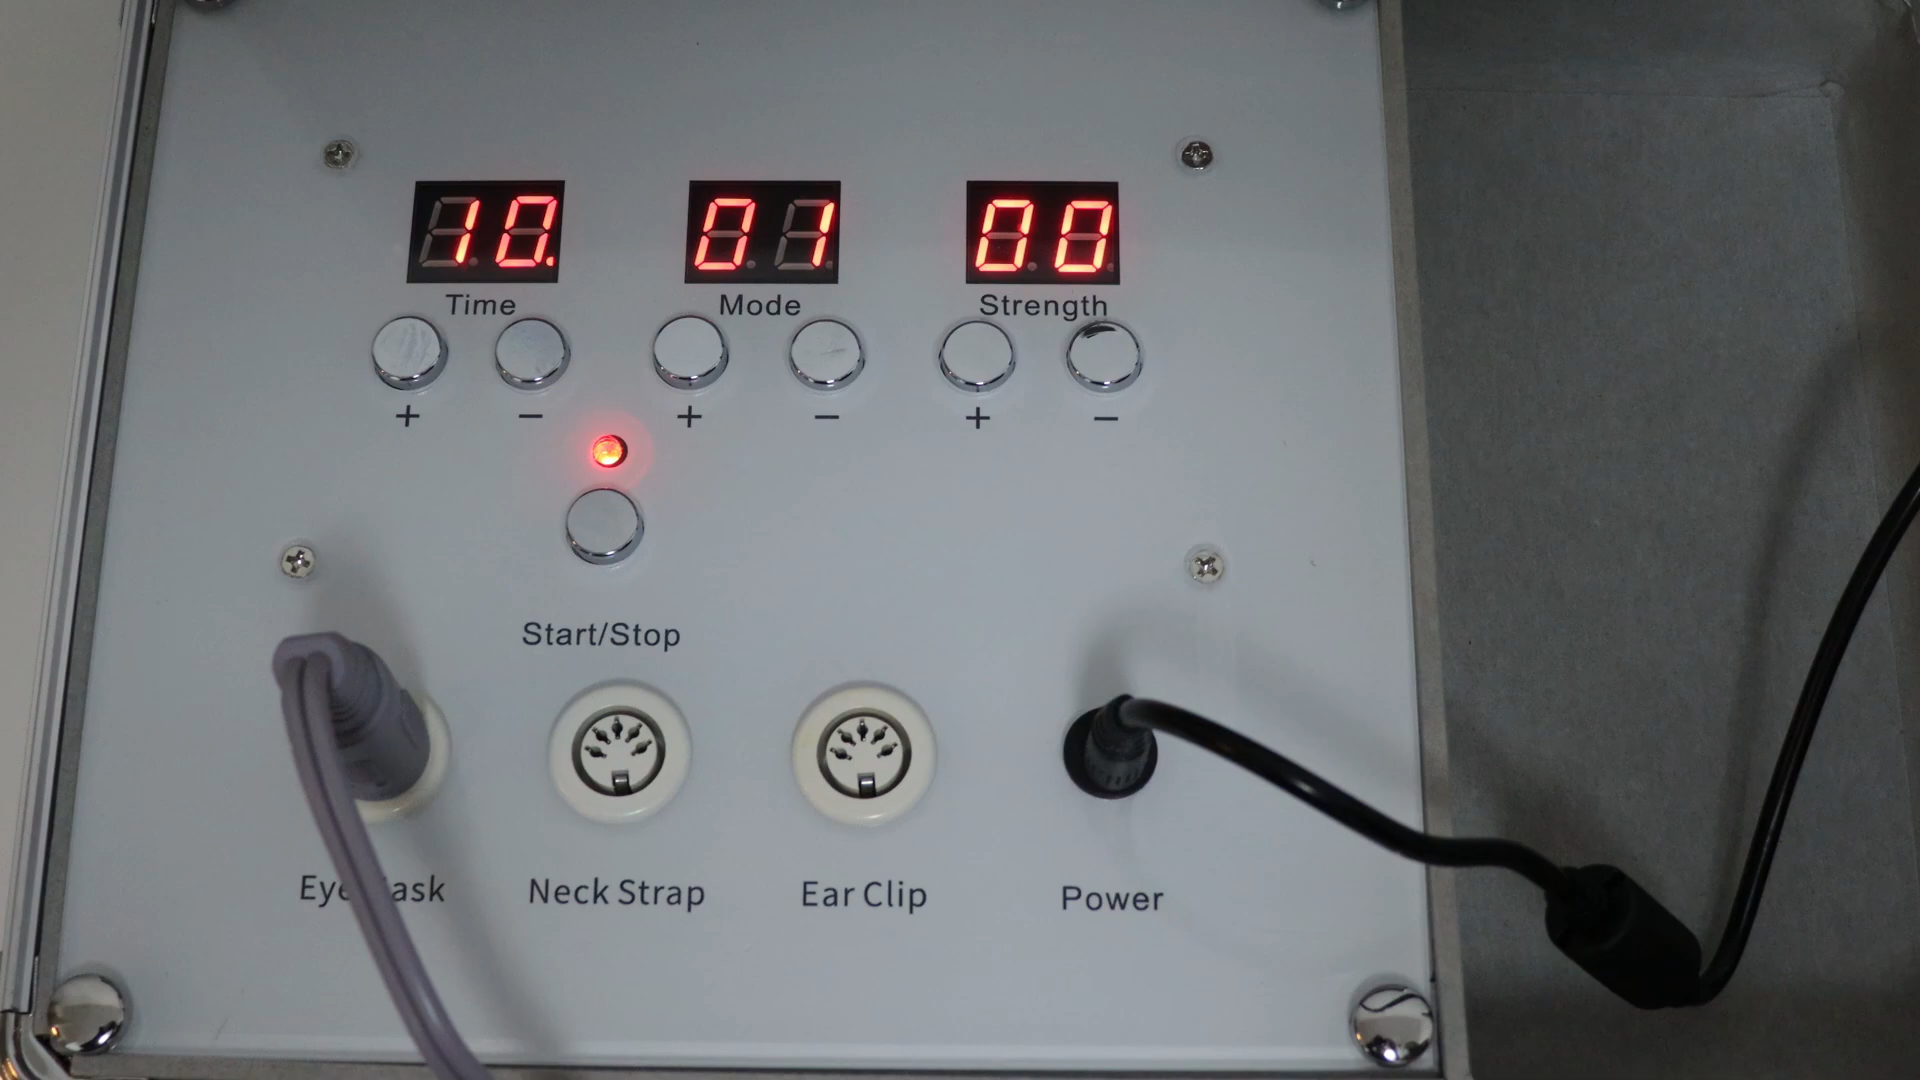 10. 01 00
Time Mode Strength
+ − + − + −
Start/Stop
Neck Strap Ear Clip Power